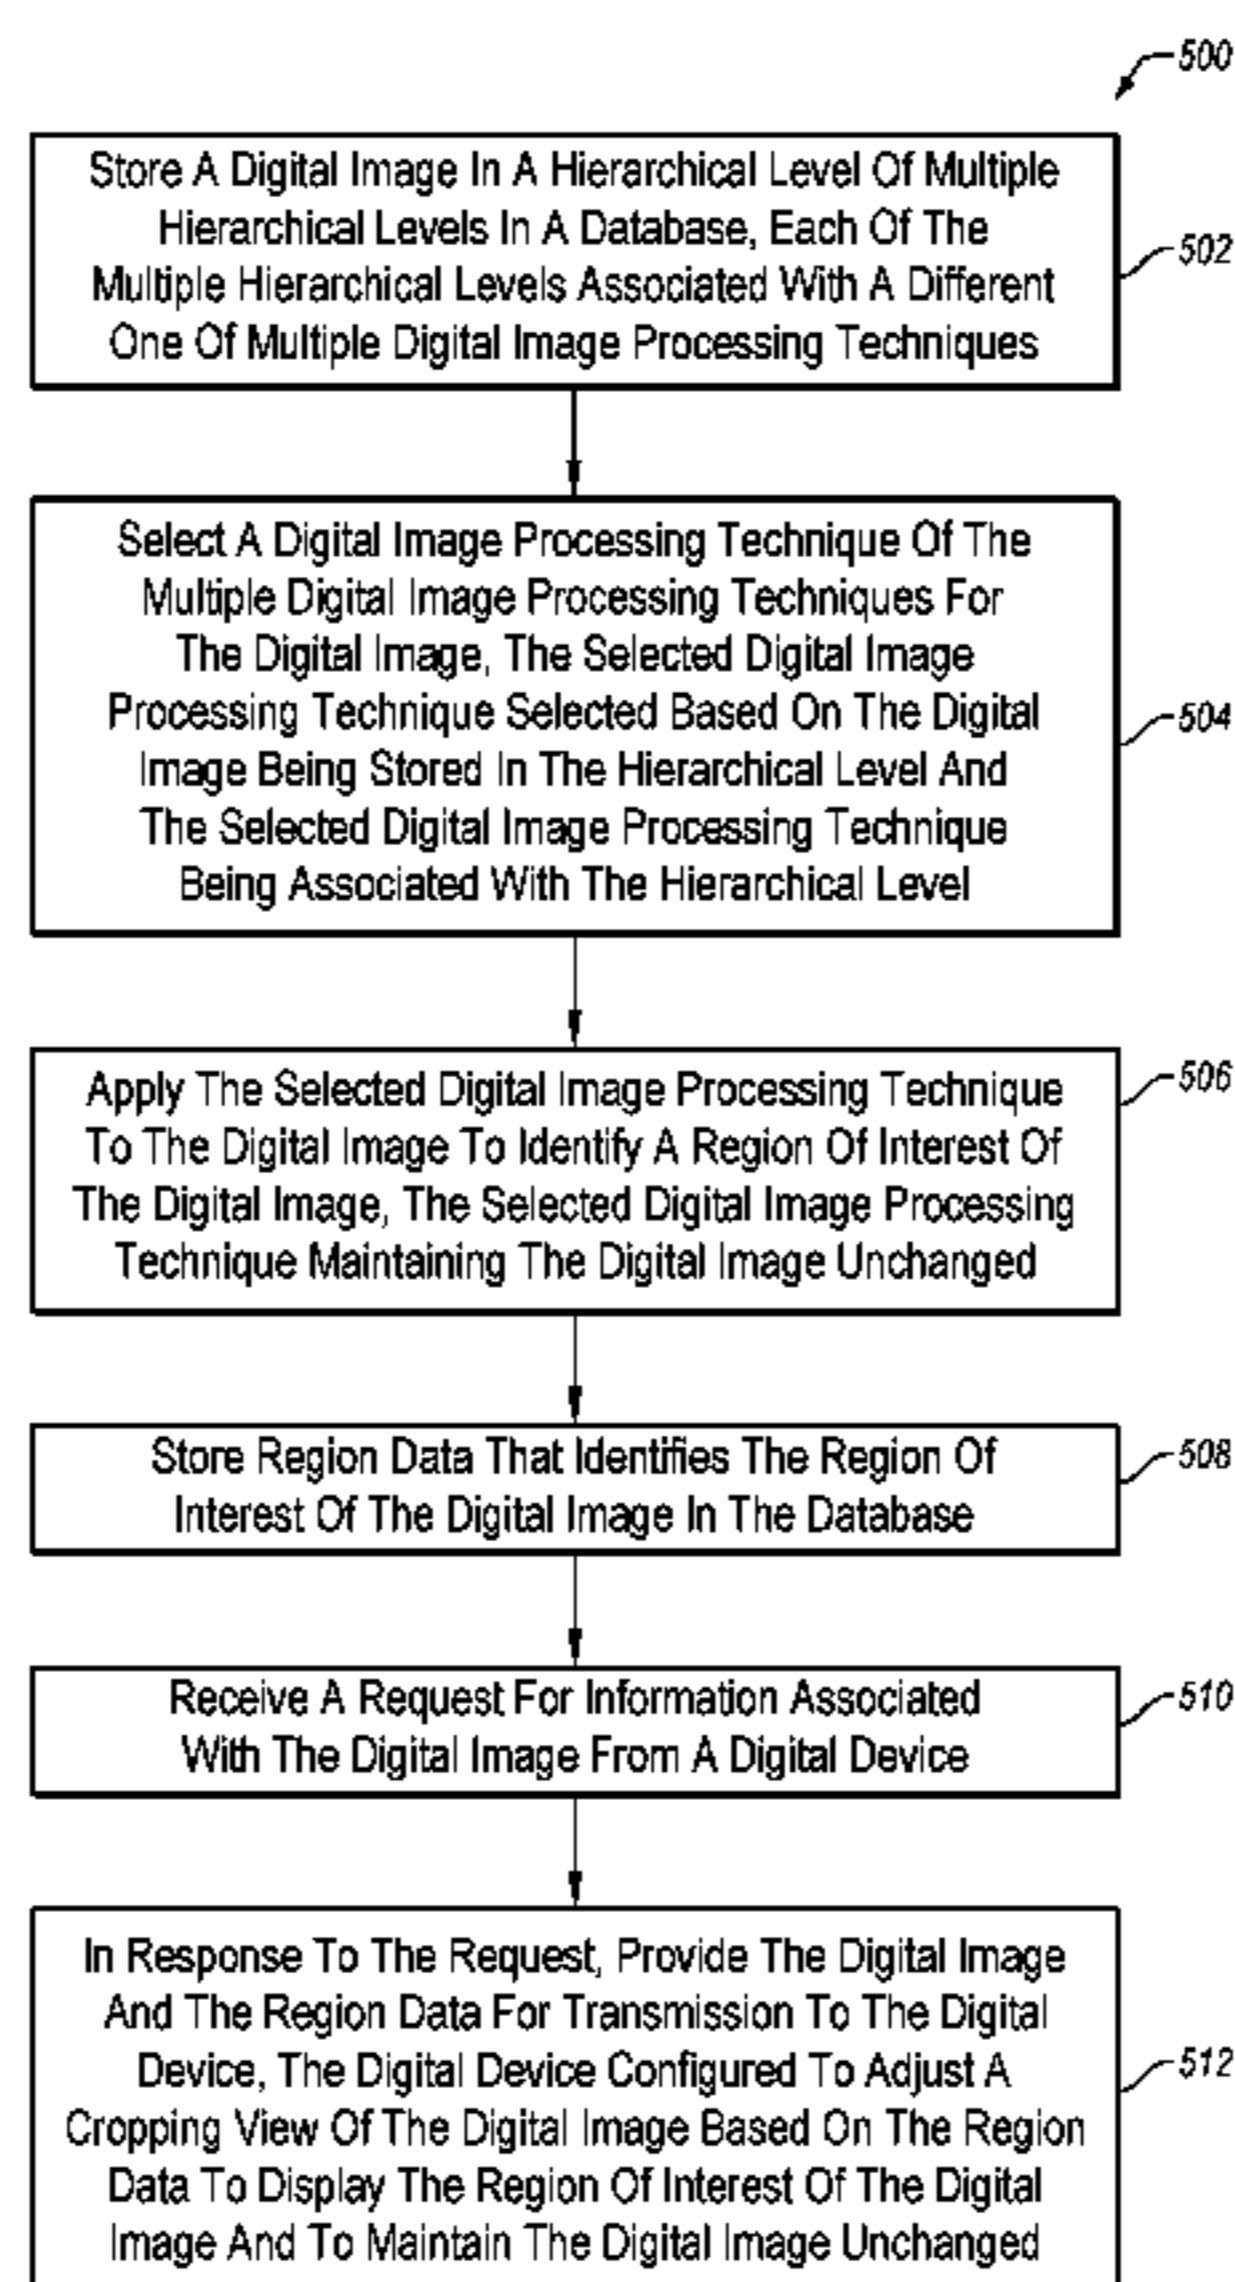 500
Store A Digital Image In A Hierarchical Level Of Multiple
Hierarchical Levels In A Database, Each Of The
Multiple Hierarchical Levels Associated With A Different
One Of Multiple Digital Image Processing Techniques
502
Select A Digital Image Processing Technique Of The
Multiple Digital Image Processing Techniques For
The Digital Image, The Selected Digital Image
Processing Technique Selected Based On The Digital
Image Being Stored In The Hierarchical Level And
The Selected Digital Image Processing Technique
Being Associated With The Hierarchical Level
504
Apply The Selected Digital Image Processing Technique
To The Digital Image To Identify A Region Of Interest Of
The Digital Image, The Selected Digital Image Processing
Technique Maintaining The Digital Image Unchanged
506
Store Region Data That Identifies The Region Of
Interest Of The Digital Image In The Database
508
Receive A Request For Information Associated
With The Digital Image From A Digital Device
510
In Response To The Request, Provide The Digital Image
And The Region Data For Transmission To The Digital
Device, The Digital Device Configured To Adjust A
Cropping View Of The Digital Image Based On The Region
Data To Display The Region Of Interest Of The Digital
Image And To Maintain The Digital Image Unchanged
512